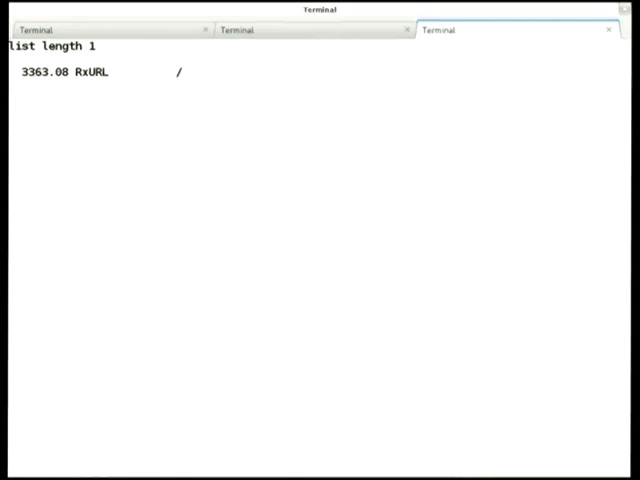 Terminal
Terminal Terminal Terminal
list length 1
3363.08 RxURL /